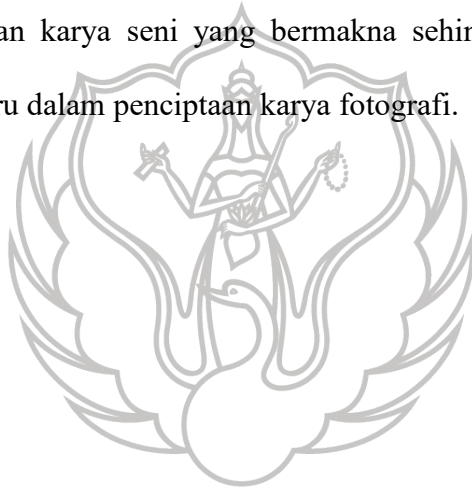 an karya seni yang bermakna sehin
ru dalam penciptaan karya fotografi.